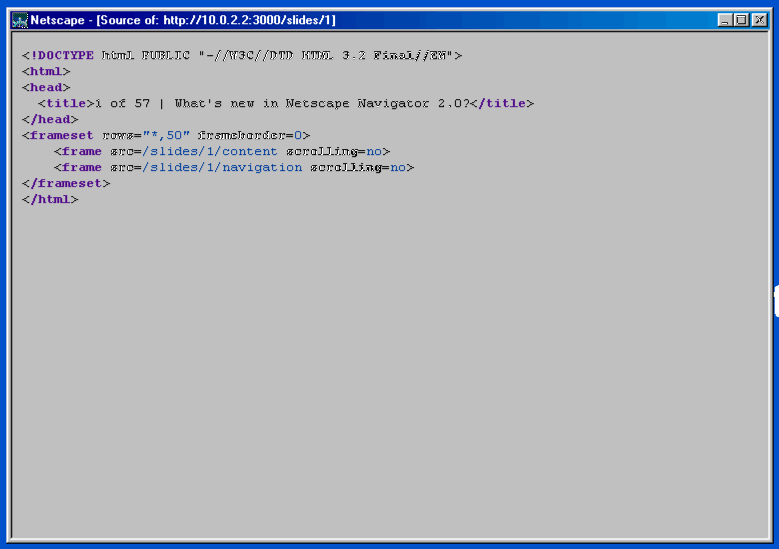 Netscape - [Source of: http://10.0.2.2:3000/slides/1]
<!DOCTYPE html PUBLIC "-//W3C//DTD HTML 3.2 Final//EN">
<html>
<head>
<title>1 of 57 | What's new in Netscape Navigator 2.0?</title>
</head>
<frameset rows="*,50" frameborder=0>
<frame src=/slides/1/content scrolling=no>
<frame src=/slides/1/navigation scrolling=no>
</frameset>
</html>